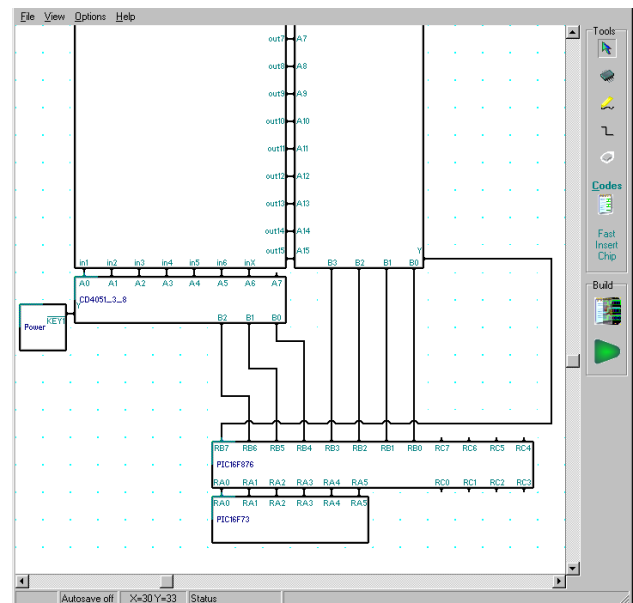 File View Options Help
Tools
out7 A7
out8 A8
out9 A9
out10 A10
out11 A11
out12 A12
out13 A13
out14 A14
out15 A15
Y
in1 in2 in3 in4 in5 in6 inX
B3 B2 B1 B0
A0 A1 A2 A3 A4 A5 A6 A7
CD4051_3_8
Y
KEY1
Power
B2 B1 B0
RB7 RB6 RB5 RB4 RB3 RB2 RB1 RB0 RC7 RC6 RC5 RC4
PIC16F876
RA0 RA1 RA2 RA3 RA4 RA5 RC0 RC1 RC2 RC3
RA0 RA1 RA2 RA3 RA4 RA5
PIC16F73
Codes
Fast
Insert
Chip
Build
Autosave off X=30 Y=33 Status